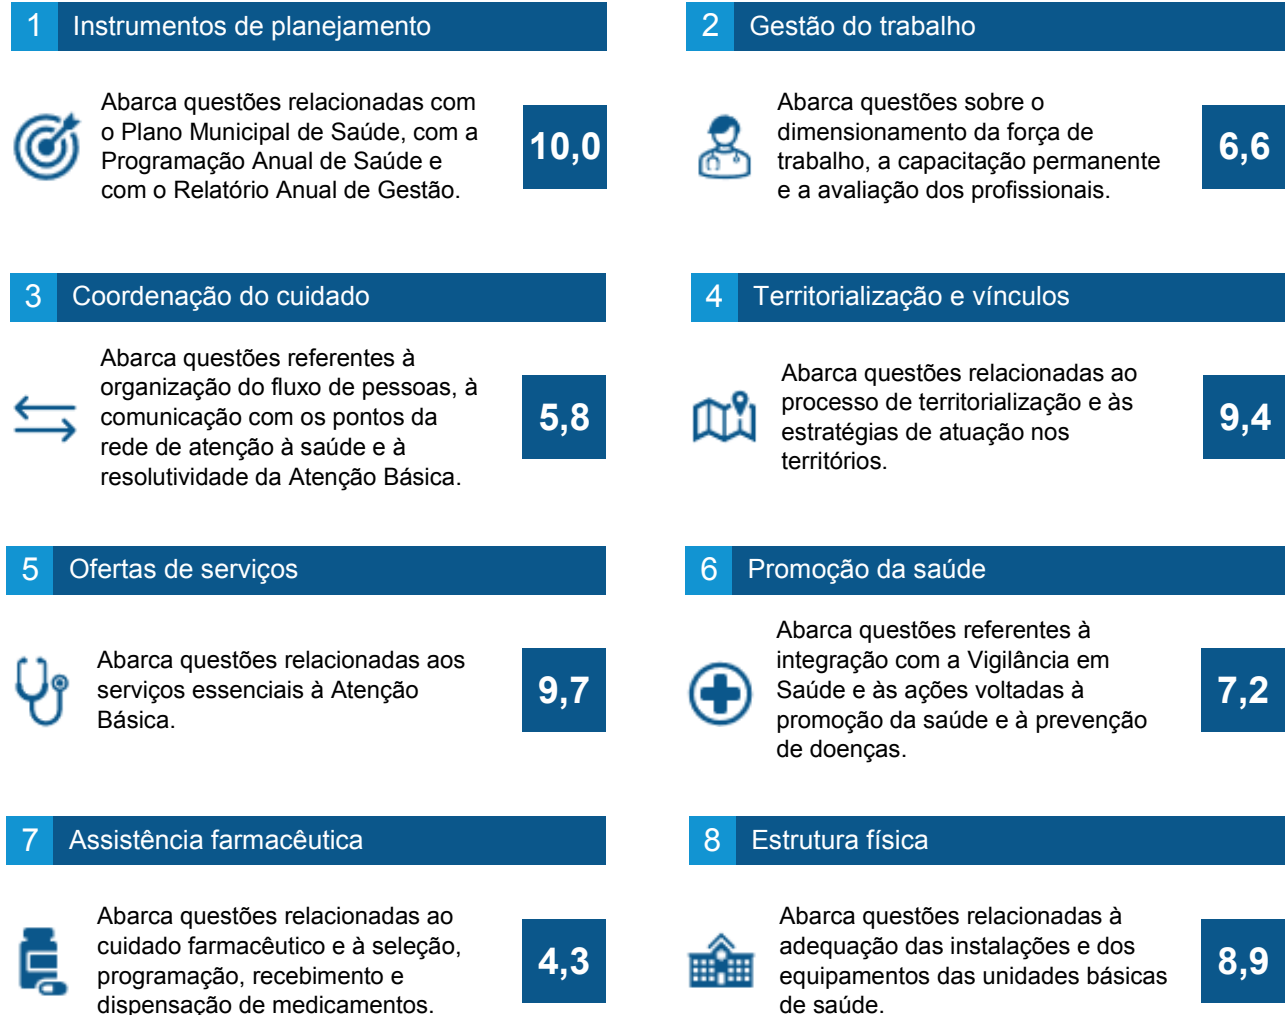 1 Instrumentos de planejamento
Abarca questões relacionadas com
o Plano Municipal de Saúde, com a
Programação Anual de Saúde e
com o Relatório Anual de Gestão.
10,0
2 Gestão do trabalho
Abarca questões sobre o
dimensionamento da força de
trabalho, a capacitação permanente
e a avaliação dos profissionais.
6,6
3 Coordenação do cuidado
Abarca questões referentes à
organização do fluxo de pessoas, à
comunicação com os pontos da
rede de atenção à saúde e à
resolutividade da Atenção Básica.
5,8
4 Territorialização e vínculos
Abarca questões relacionadas ao
processo de territorialização e às
estratégias de atuação nos
territórios.
9,4
5 Ofertas de serviços
Abarca questões relacionadas aos
serviços essenciais à Atenção
Básica.
9,7
6 Promoção da saúde
Abarca questões referentes à
integração com a Vigilância em
Saúde e às ações voltadas à
promoção da saúde e à prevenção
de doenças.
7,2
7 Assistência farmacêutica
Abarca questões relacionadas ao
cuidado farmacêutico e à seleção,
programação, recebimento e
dispensação de medicamentos.
4,3
8 Estrutura física
Abarca questões relacionadas à
adequação das instalações e dos
equipamentos das unidades básicas
de saúde.
8,9